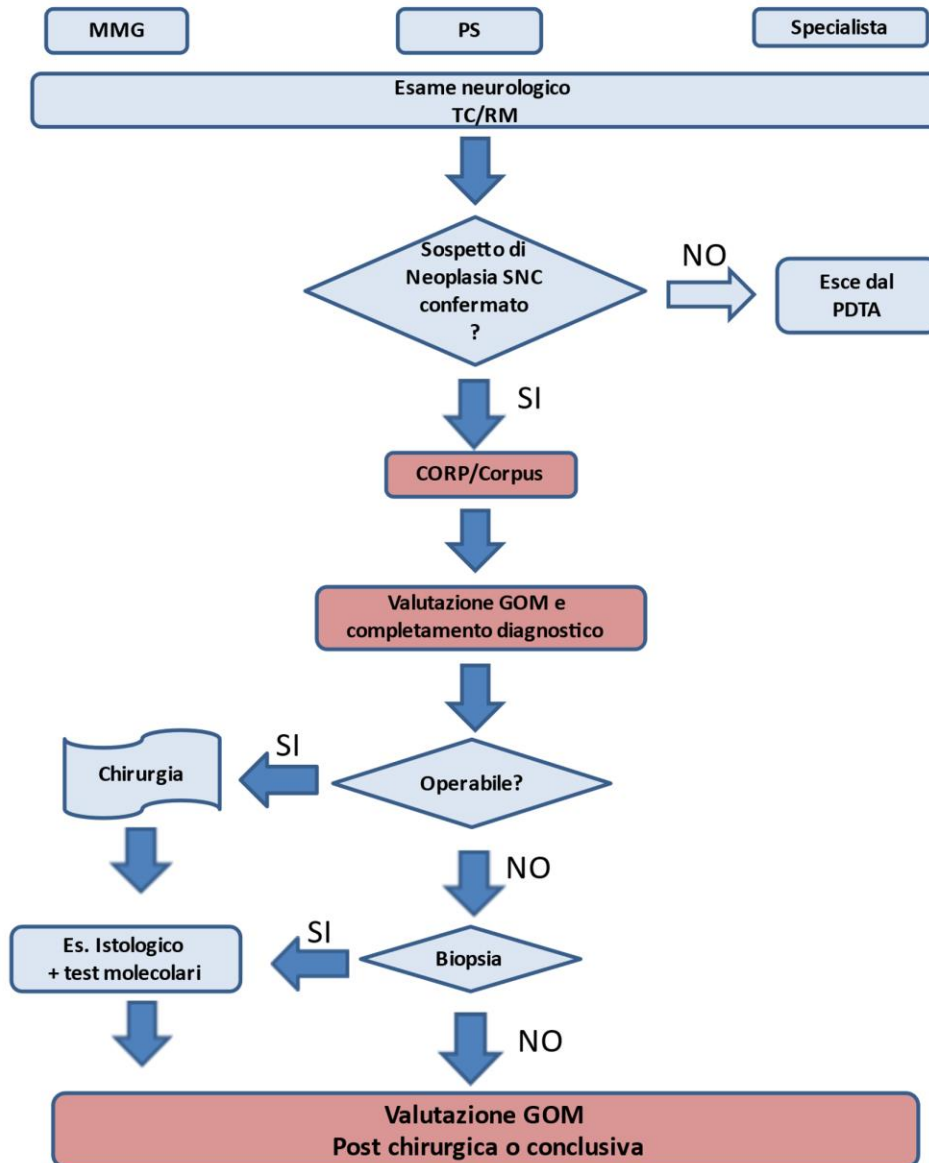 MMG
PS
Specialista
Esame neurologico
TC/RM
Sospetto di
Neoplasia SNC
confermato
?
NO
Esce dal
PDTA
SI
CORP/Corpus
Valutazione GOM e
completamento diagnostico
Operabile?
SI
Chirurgia
NO
Biopsia
SI
Es. Istologico
+ test molecolari
NO
Valutazione GOM
Post chirurgica o conclusiva